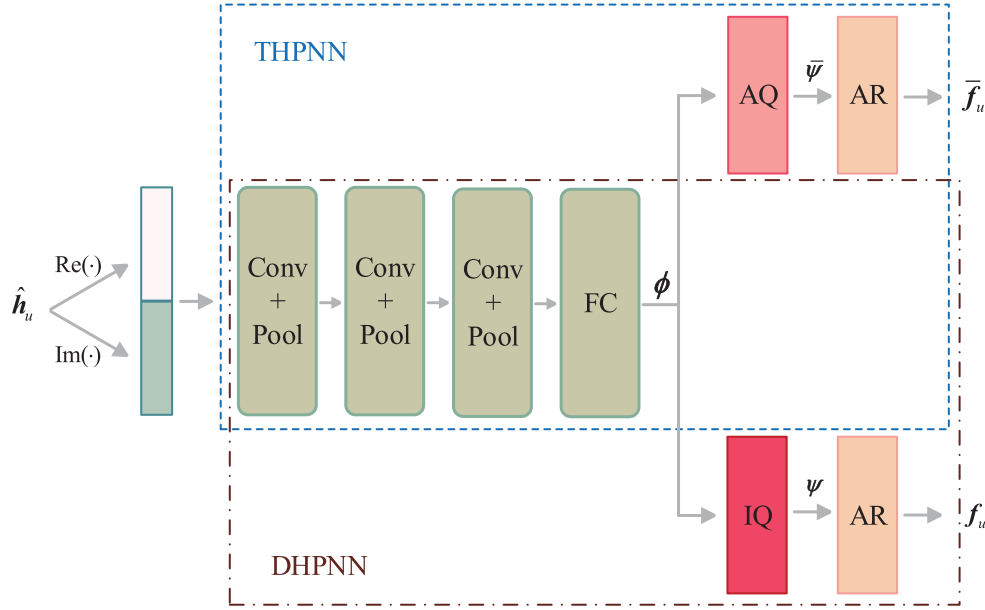 THPNN
AQ
ψ̄
AR
f̄ᵤ
ĥᵤ
Re(·)
Im(·)
Conv
+
Pool
Conv
+
Pool
Conv
+
Pool
FC
ϕ
IQ
ψ
AR
fᵤ
DHPNN